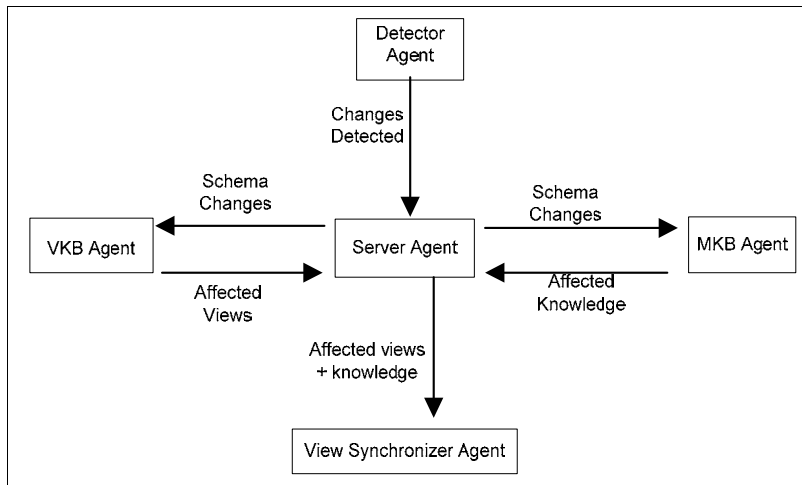 Detector
Agent
Changes
Detected
Schema
Changes
Schema
Changes
VKB Agent
Server Agent
MKB Agent
Affected
Views
Affected
Knowledge
Affected views
+ knowledge
View Synchronizer Agent